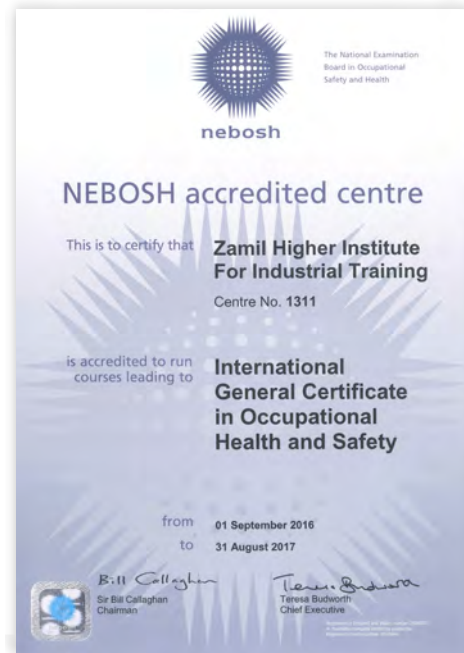 The National Examination
Board in Occupational
Safety and Health
nebosh
NEBOSH accredited centre
This is to certify that
Zamil Higher Institute
For Industrial Training
Centre No. 1311
is accredited to run
courses leading to
International
General Certificate
in Occupational
Health and Safety
from 01 September 2016
to 31 August 2017
Bill Callaghan
Teresa Budworth
Sir Bill Callaghan
Chairman
Teresa Budworth
Chief Executive